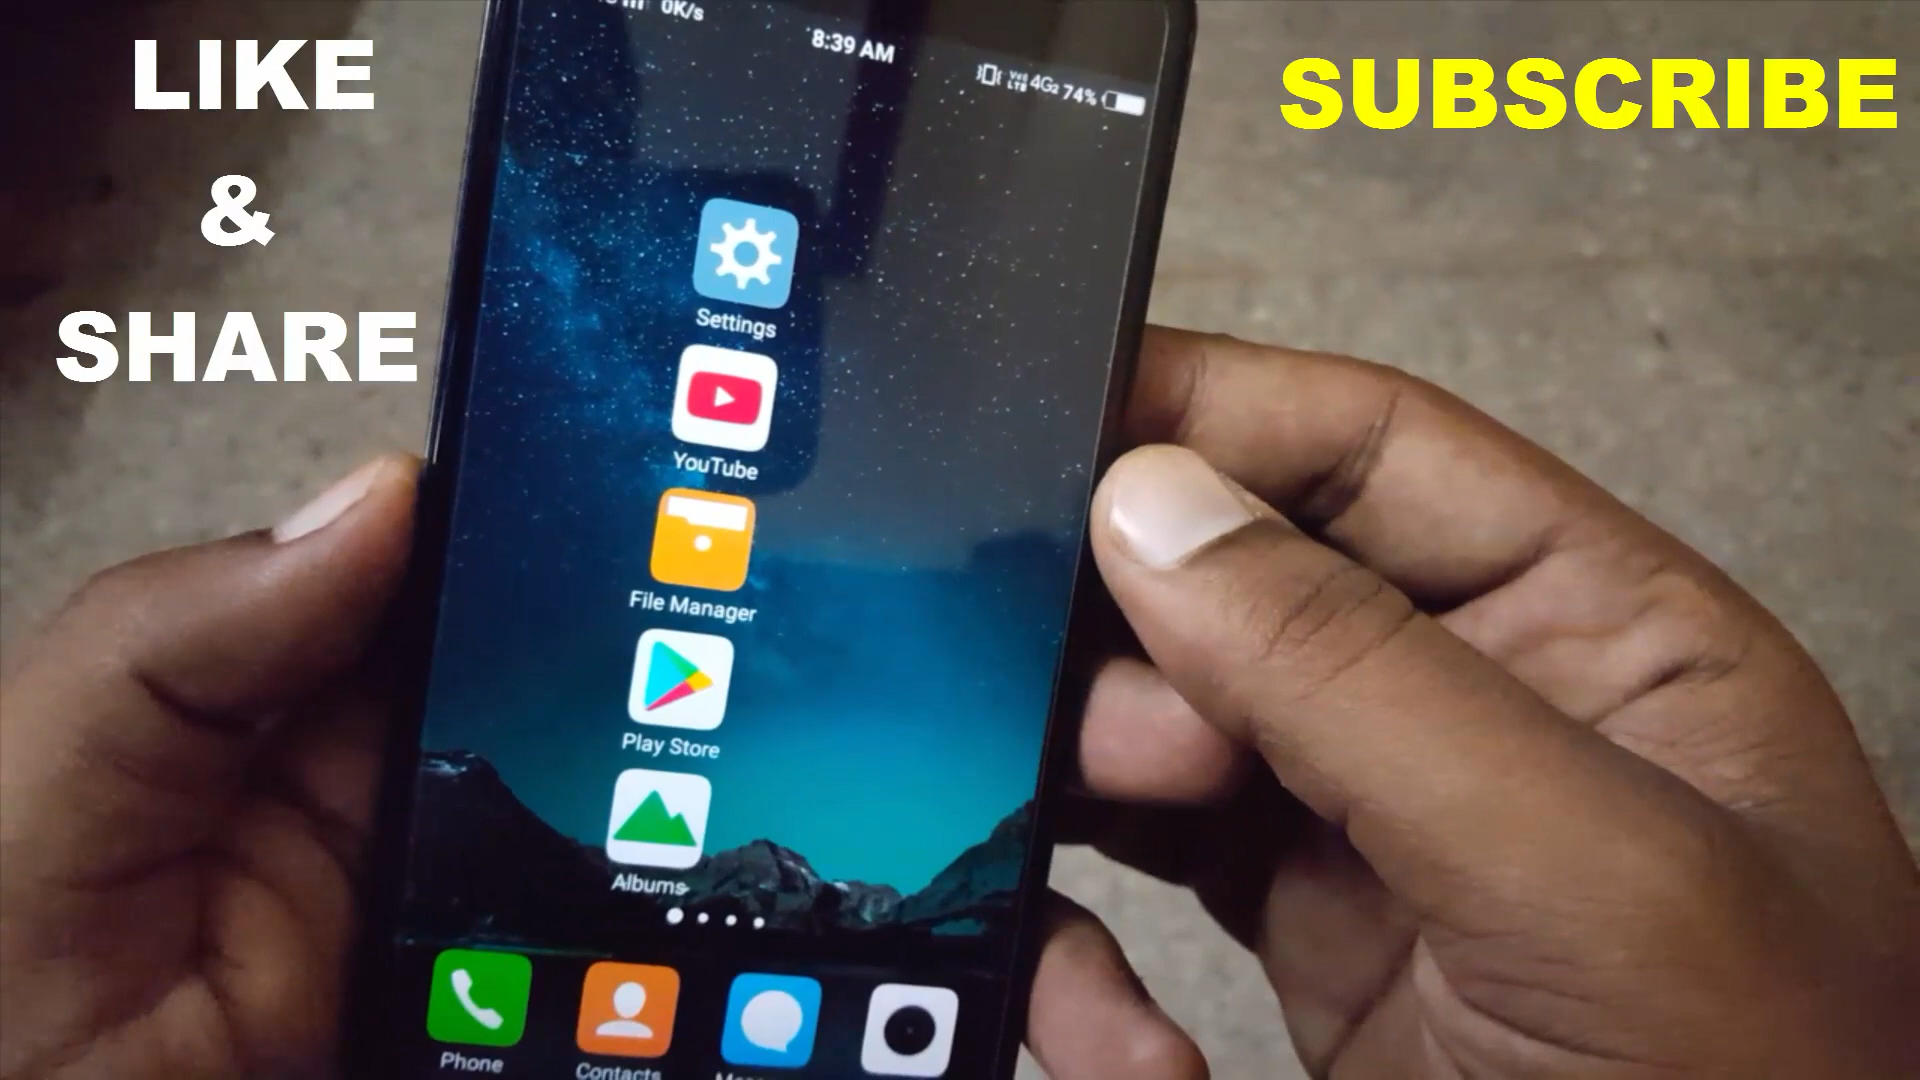 LIKE
&
SHARE
SUBSCRIBE
0K/s
8:39 AM
4G 74%
Settings
YouTube
File Manager
Play Store
Albums
Phone
Contacts